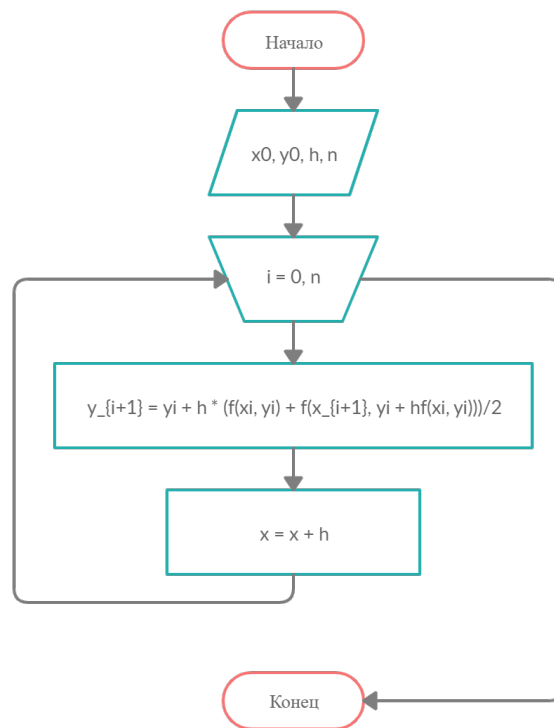 Начало
x0, y0, h, n
i = 0, n
y_{i+1} = yi + h * (f(xi, yi) + f(x_{i+1}, yi + hf(xi, yi)))/2
x = x + h
Конец